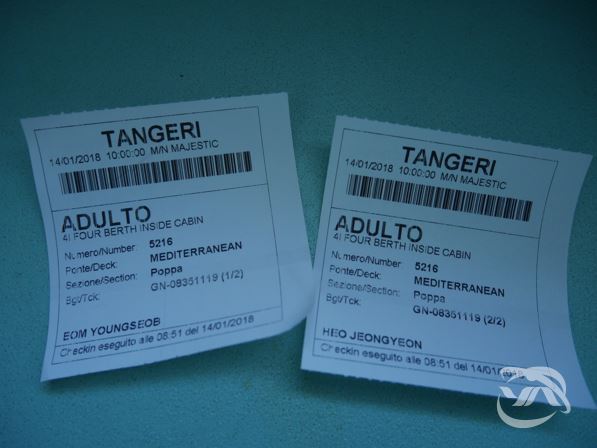 TANGERI
14/01/2018 10:00:00 M/N MAJESTIC
ADULTO
4I FOUR BERTH INSIDE CABIN
Numero/Number: 5216
Ponte/Deck: MEDITERRANEAN
Sezione/Section: Poppa
Bgt/Tck: GN-08351119 (1/2)
EOM YOUNGSEOB
Checkin eseguito alle 08:51 del 14/01/2018
TANGERI
14/01/2018 10:00:00 M/N MAJESTIC
ADULTO
4I FOUR BERTH INSIDE CABIN
Numero/Number: 5216
Ponte/Deck: MEDITERRANEAN
Sezione/Section: Poppa
Bgt/Tck: GN-08351119 (2/2)
HEO JEONGYEON
Checkin eseguito alle 08:51 del 14/01/2018